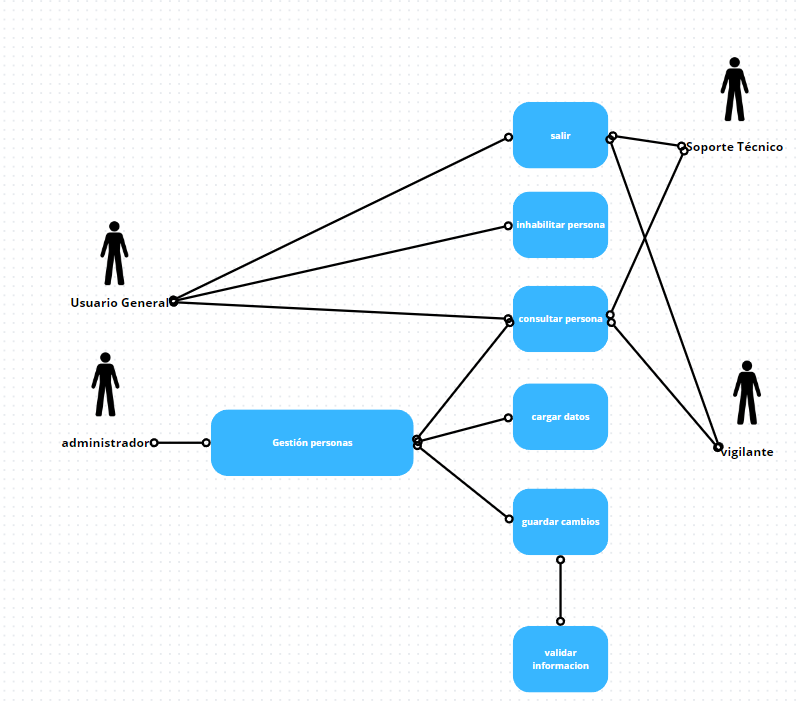 salir
Soporte Técnico
inhabilitar persona
Usuario General
consultar persona
cargar datos
administrador
Gestión personas
vigilante
guardar cambios
validar
informacion